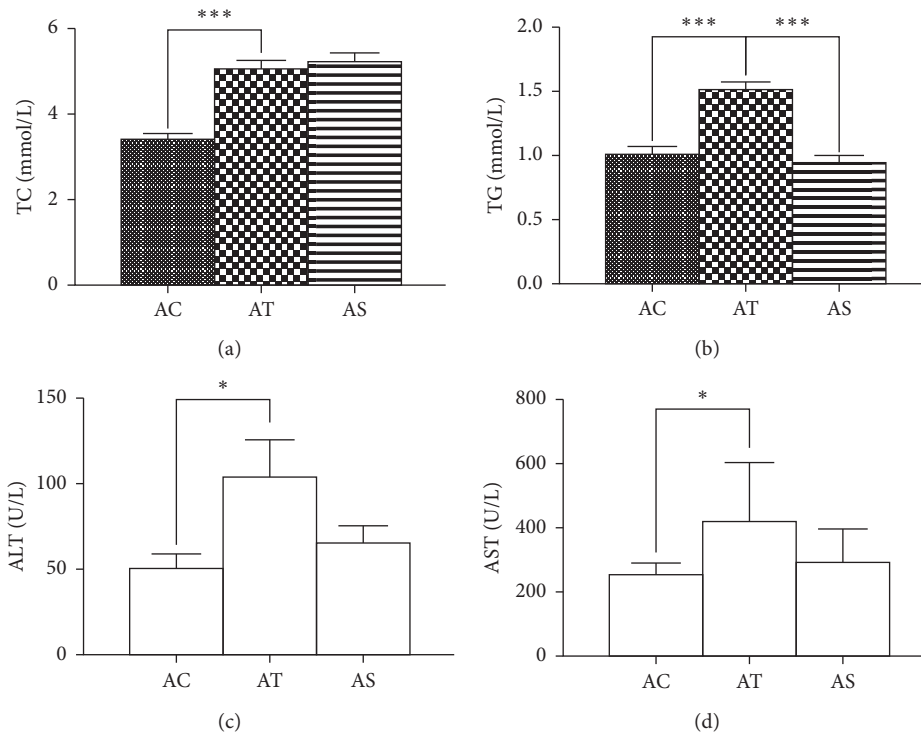 6
4
2
0
TC (mmol/L)
***
AC AT AS
(a)
2.0
1.5
1.0
0.5
0.0
TG (mmol/L)
*** ***
AC AT AS
(b)
150
100
50
0
ALT (U/L)
*
AC AT AS
(c)
800
600
400
200
0
AST (U/L)
*
AC AT AS
(d)